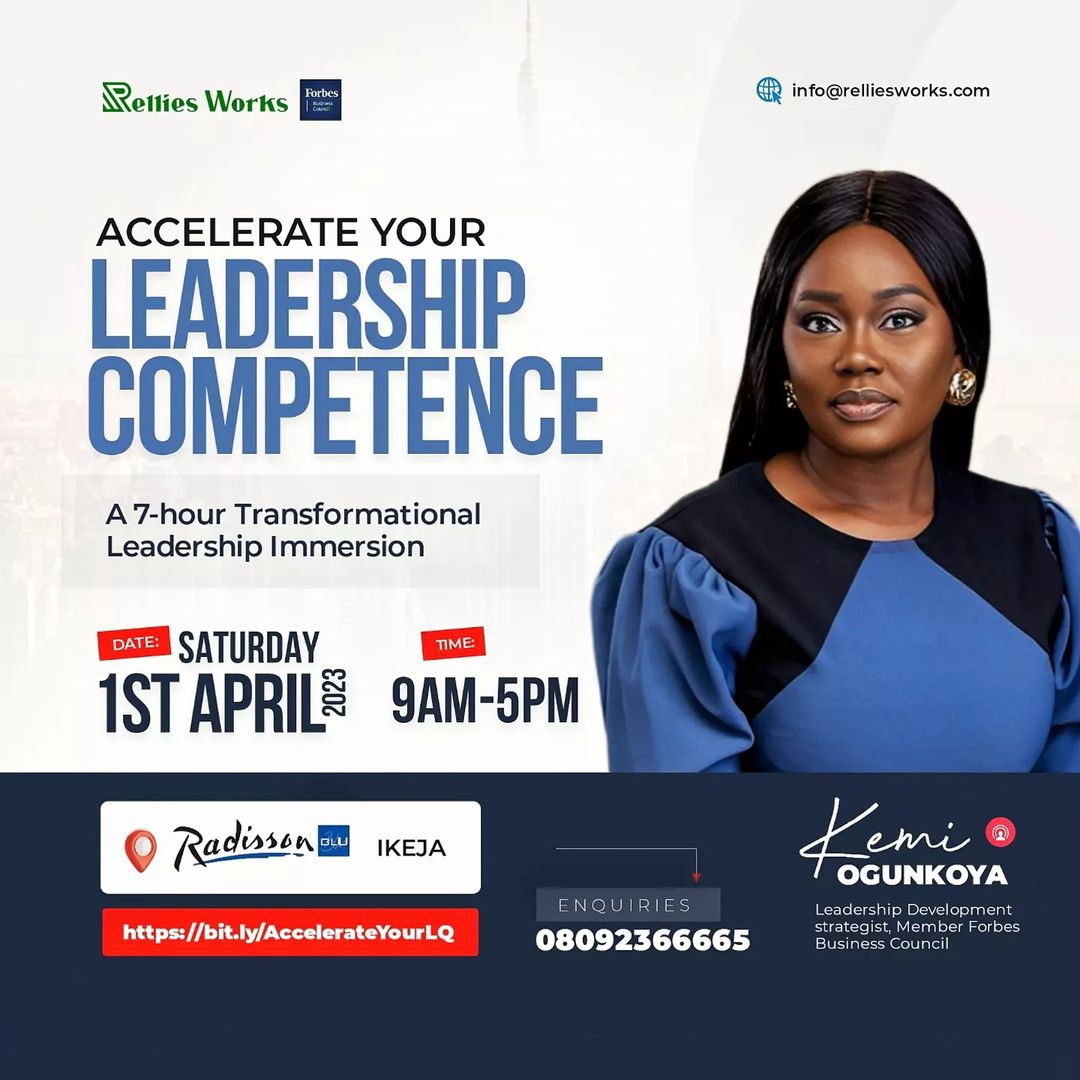 Rellies Works
Forbes
Business
Council
info@relliesworks.com
ACCELERATE YOUR
LEADERSHIP
COMPETENCE
A 7-hour Transformational
Leadership Immersion
DATE:
SATURDAY
1ST APRIL 2023
TIME:
9AM-5PM
Radisson BLU IKEJA
https://bit.ly/AccelerateYourLQ
ENQUIRIES
08092366665
Kemi
OGUNKOYA
Leadership Development
strategist, Member Forbes
Business Council